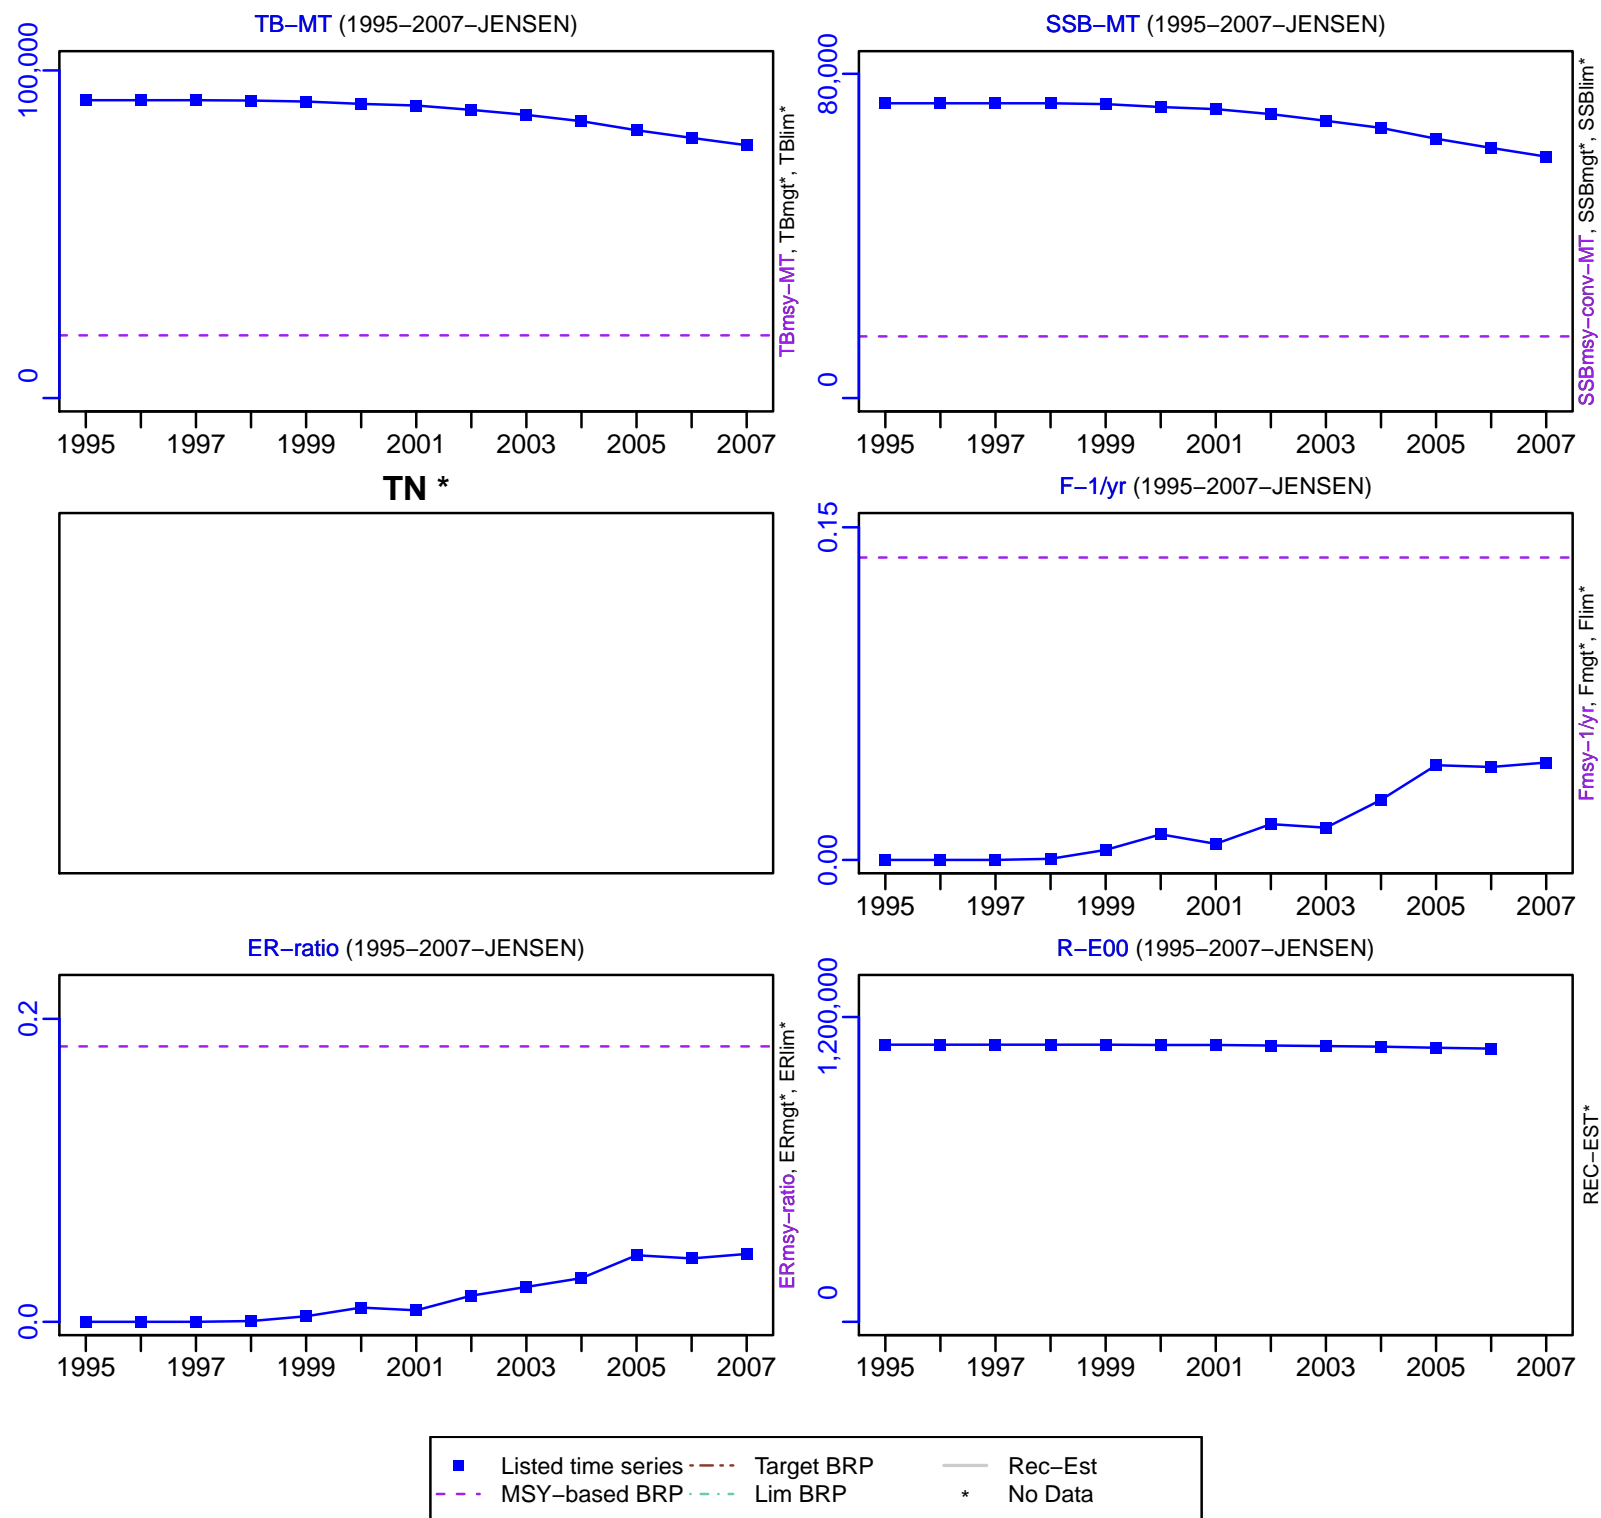 TB−MT (1995−2007−JENSEN)
100,000
0
1995 1997 1999 2001 2003 2005 2007
TBmsy−MT, TBmgt*, TBlim*
SSB−MT (1995−2007−JENSEN)
80,000
0
1995 1997 1999 2001 2003 2005 2007
SSBmsy−conv−MT, SSBmgt*, SSBlim*
TN *
F−1/yr (1995−2007−JENSEN)
0.15
0.00
1995 1997 1999 2001 2003 2005 2007
Fmsy−1/yr, Fmgt*, Flim*
ER−ratio (1995−2007−JENSEN)
0.2
0.0
1995 1997 1999 2001 2003 2005 2007
ERmsy−ratio, ERmgt*, ERlim*
R−E00 (1995−2007−JENSEN)
1,200,000
0
1995 1997 1999 2001 2003 2005 2007
REC−EST*
Listed time series Target BRP Rec−Est
MSY−based BRP Lim BRP * No Data